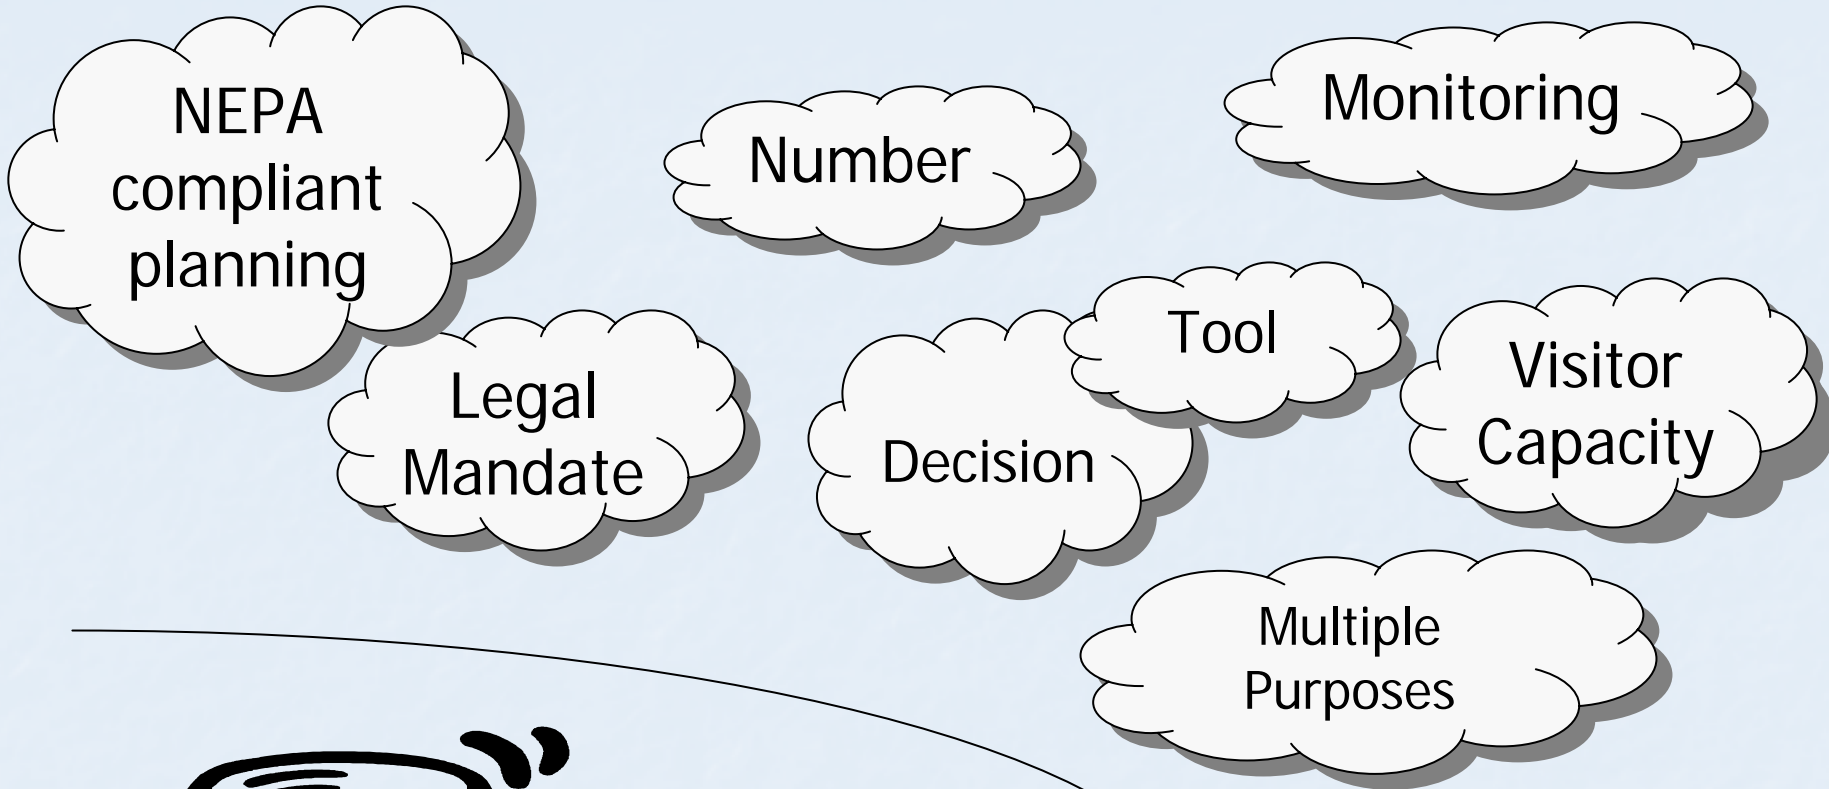 NEPA
compliant
planning
Number
Monitoring
Legal
Mandate
Decision
Tool
Visitor
Capacity
Multiple
Purposes